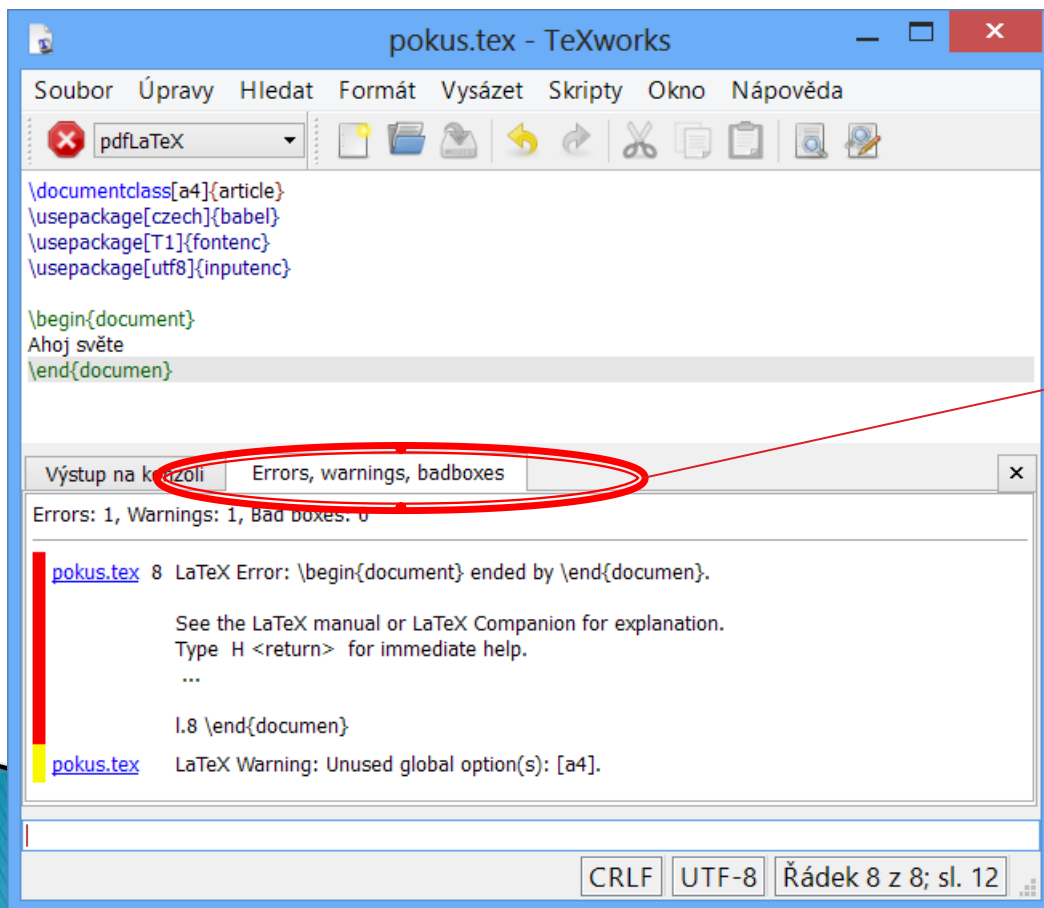 pokus.tex - TeXworks
Soubor Úpravy Hledat Formát Vysázet Skripty Okno Nápověda
pdfLaTeX
\documentclass[a4]{article}
\usepackage[czech]{babel}
\usepackage[T1]{fontenc}
\usepackage[utf8]{inputenc}
\begin{document}
Ahoj světe
\end{documen}
Výstup na konzoli Errors, warnings, badboxes
Errors: 1, Warnings: 1, Bad boxes: 0
pokus.tex 8 LaTeX Error: \begin{document} ended by \end{documen}.
See the LaTeX manual or LaTeX Companion for explanation.
Type H <return> for immediate help.
...
l.8 \end{documen}
pokus.tex LaTeX Warning: Unused global option(s): [a4].
CRLF UTF-8 Řádek 8 z 8; sl. 12